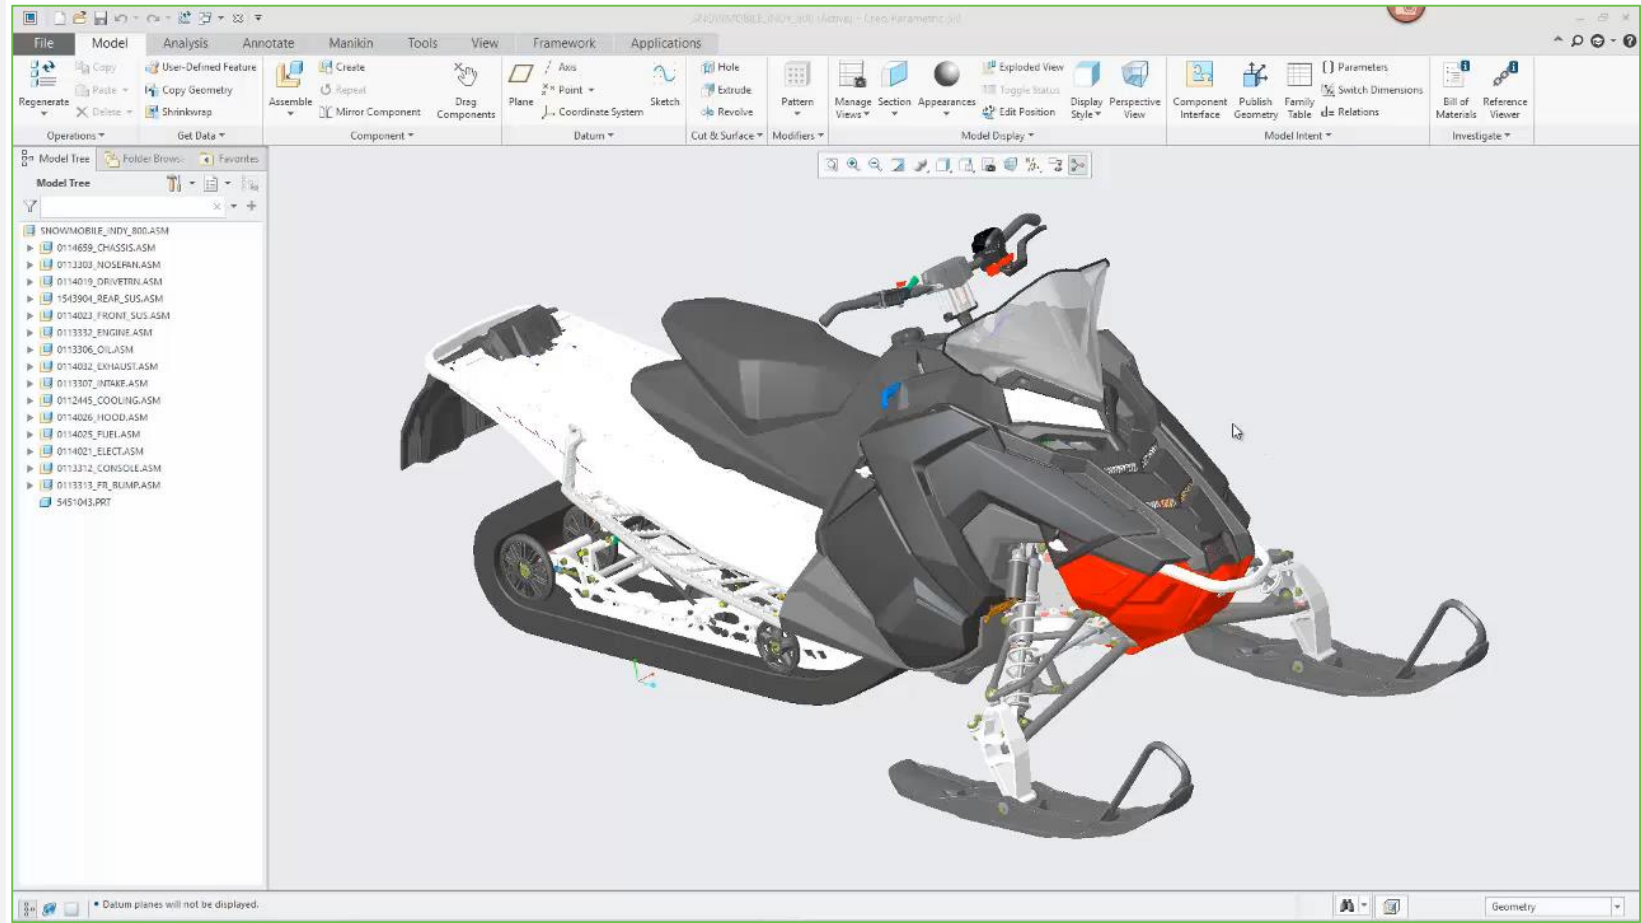 SNOWMOBILE_INDY_800 (Active) - Creo Parametric
File Model Analysis Annotate Manikin Tools View Framework Applications
Regenerate
Copy
Paste
Delete
Operations
User-Defined Feature
Copy Geometry
Shrinkwrap
Get Data
Assemble
Create
Repeat
Mirror Component
Drag
Components
Component
Plane
Axis
Point
Coordinate System
Sketch
Datum
Hole
Extrude
Revolve
Cut & Surface
Pattern
Modifiers
Manage
Views
Section
Appearances
Exploded View
Toggle Status
Edit Position
Display
Style
Perspective
View
Model Display
Component
Interface
Publish
Geometry
Family
Table
Parameters
Switch Dimensions
d= Relations
Model Intent
Bill of
Materials
Reference
Viewer
Investigate
Model Tree Folder Browse Favorites
Model Tree
SNOWMOBILE_INDY_800.ASM
0114659_CHASSIS.ASM
0113303_NOSEPAN.ASM
0114019_DRIVETRN.ASM
1543904_REAR_SUS.ASM
0114023_FRONT_SUS.ASM
0113332_ENGINE.ASM
0113306_OIL.ASM
0114032_EXHAUST.ASM
0113307_INTAKE.ASM
0112445_COOLING.ASM
0114026_HOOD.ASM
0114025_FUEL.ASM
0114021_ELECT.ASM
0113312_CONSOLE.ASM
0113313_FR_BUMP.ASM
5451043.PRT
• Datum planes will not be displayed.
Geometry